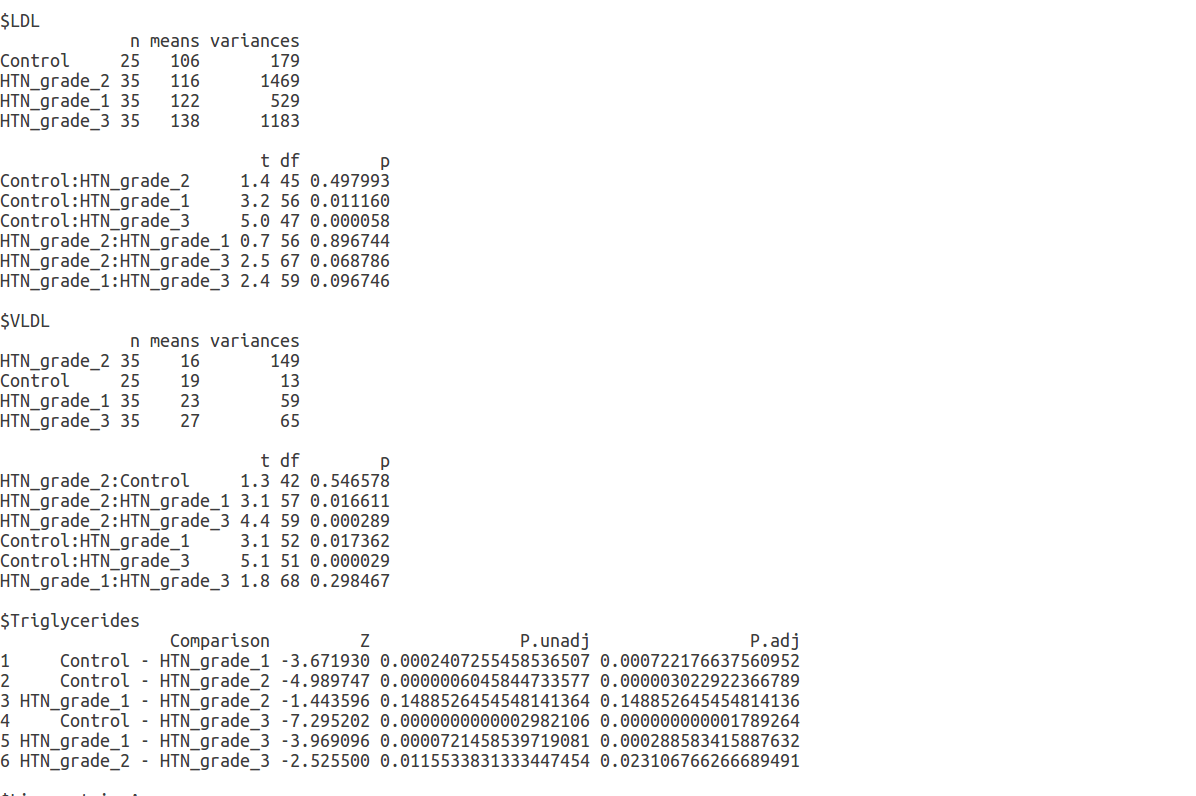 $LDL
n means variances
Control 25 106 179
HTN_grade_2 35 116 1469
HTN_grade_1 35 122 529
HTN_grade_3 35 138 1183
t df p
Control:HTN_grade_2 1.4 45 0.497993
Control:HTN_grade_1 3.2 56 0.011160
Control:HTN_grade_3 5.0 47 0.000058
HTN_grade_2:HTN_grade_1 0.7 56 0.896744
HTN_grade_2:HTN_grade_3 2.5 67 0.068786
HTN_grade_1:HTN_grade_3 2.4 59 0.096746
$VLDL
n means variances
HTN_grade_2 35 16 149
Control 25 19 13
HTN_grade_1 35 23 59
HTN_grade_3 35 27 65
t df p
HTN_grade_2:Control 1.3 42 0.546578
HTN_grade_2:HTN_grade_1 3.1 57 0.016611
HTN_grade_2:HTN_grade_3 4.4 59 0.000289
Control:HTN_grade_1 3.1 52 0.017362
Control:HTN_grade_3 5.1 51 0.000029
HTN_grade_1:HTN_grade_3 1.8 68 0.298467
$Triglycerides
Comparison Z P.unadj P.adj
1 Control - HTN_grade_1 -3.671930 0.0002407255458536507 0.000722176637560952
2 Control - HTN_grade_2 -4.989747 0.0000006045844733577 0.000003022922366789
3 HTN_grade_1 - HTN_grade_2 -1.443596 0.1488526454548141364 0.148852645454814136
4 Control - HTN_grade_3 -7.295202 0.0000000000002982106 0.000000000001789264
5 HTN_grade_1 - HTN_grade_3 -3.969096 0.0000721458539719081 0.000288583415887632
6 HTN_grade_2 - HTN_grade_3 -2.525500 0.0115533831333447454 0.023106766266689491